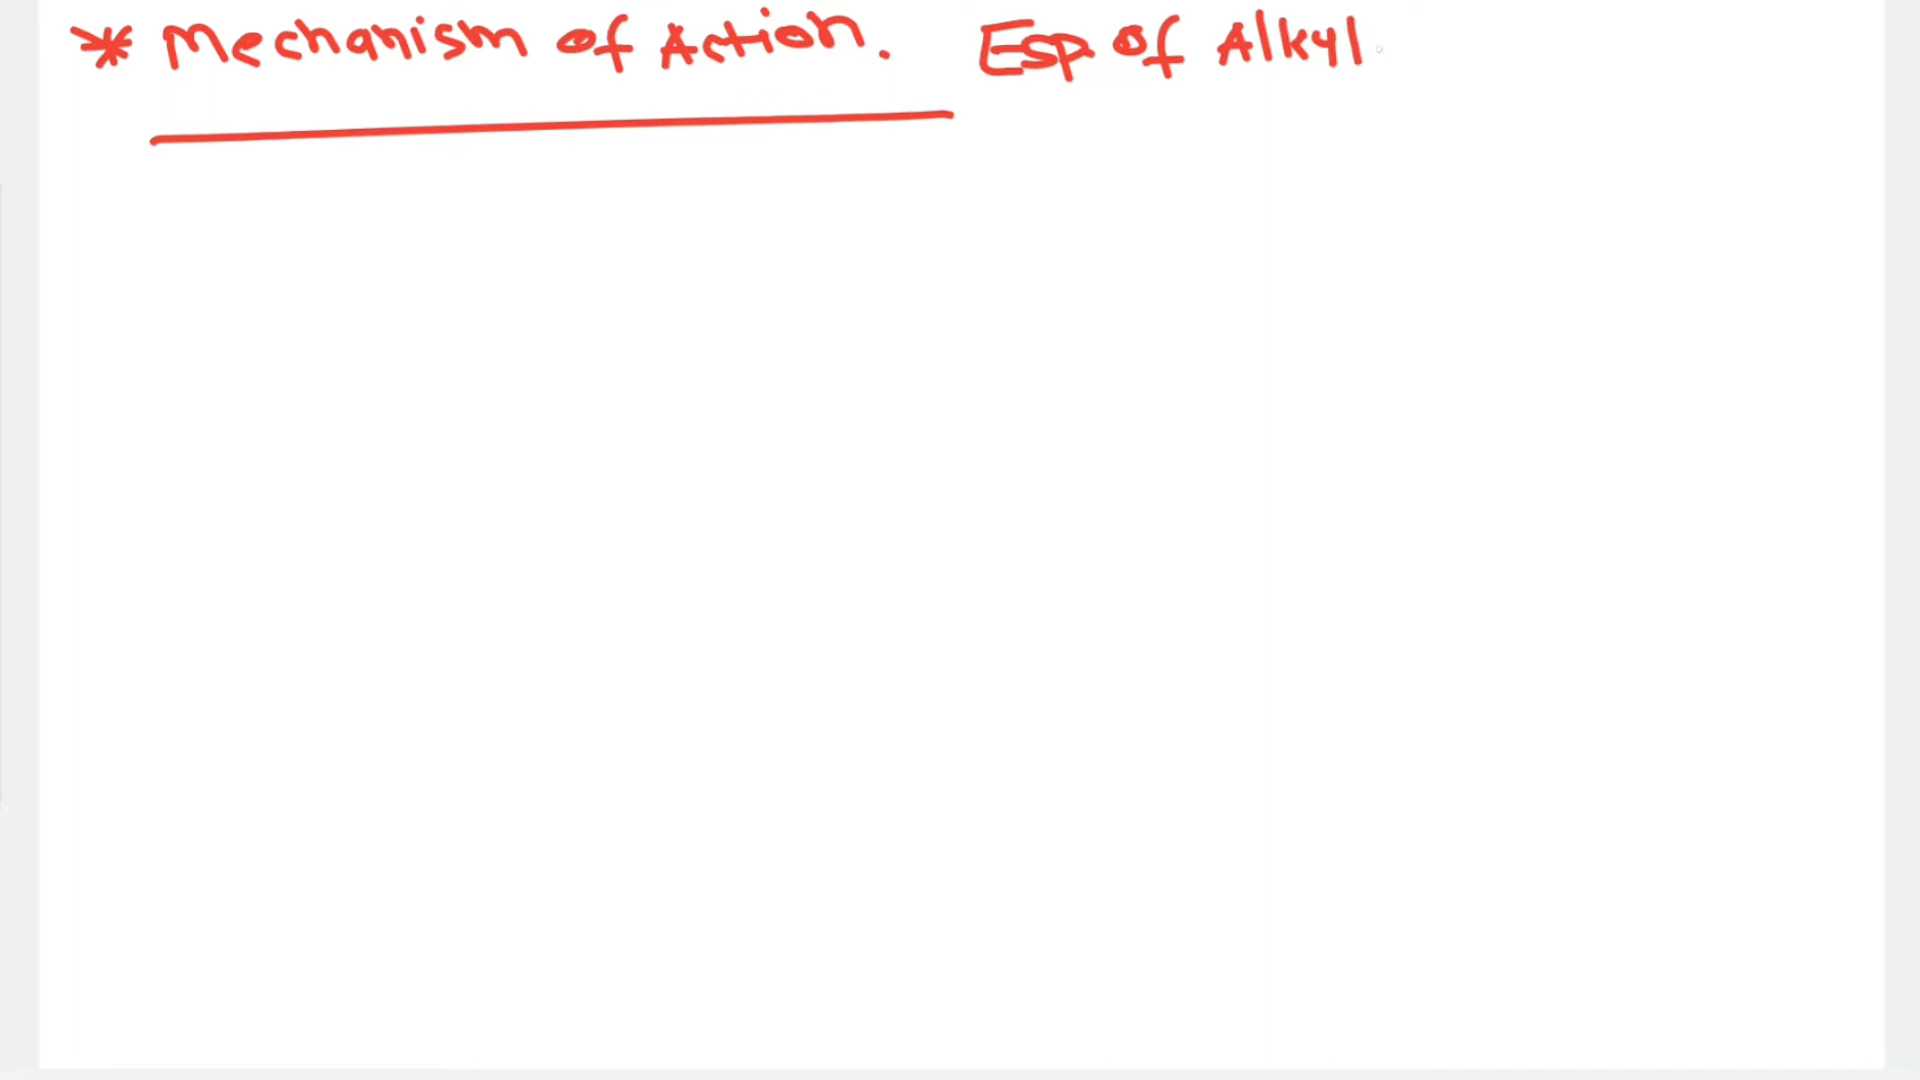 * Mechanism of Action. Esp of Alkyl